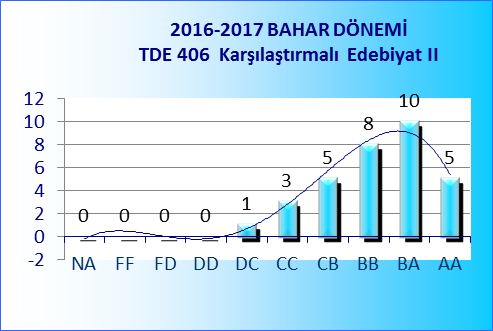 2016-2017 BAHAR DÖNEMİ
TDE 406 Karşılaştırmalı Edebiyat II
12
10
8
6
4
2
0
-2
0 0 0 0 1 3 5 8 10 5
NA FF FD DD DC CC CB BB BA AA